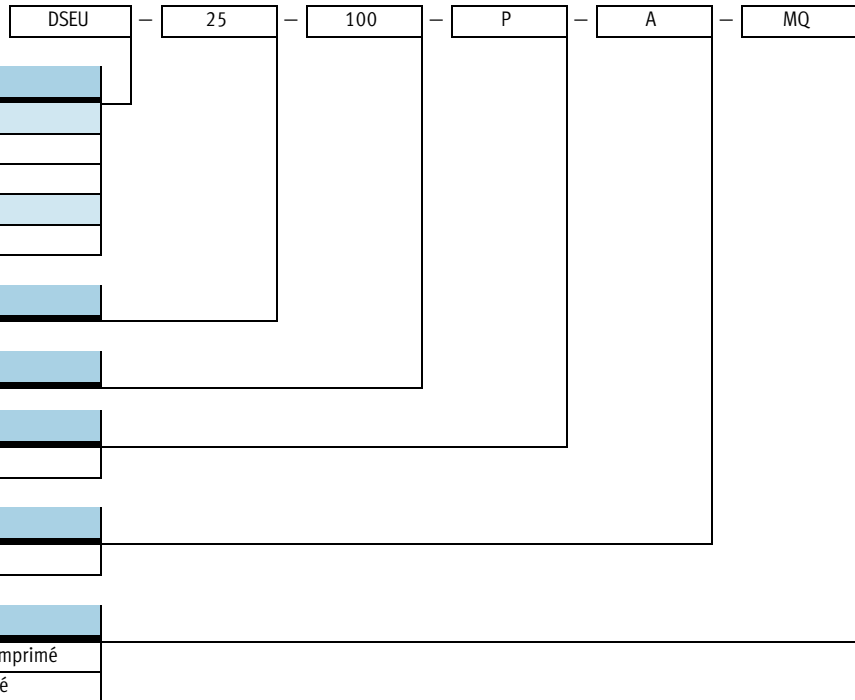 DSEU – 25 – 100 – P – A – MQ
mprimé
é